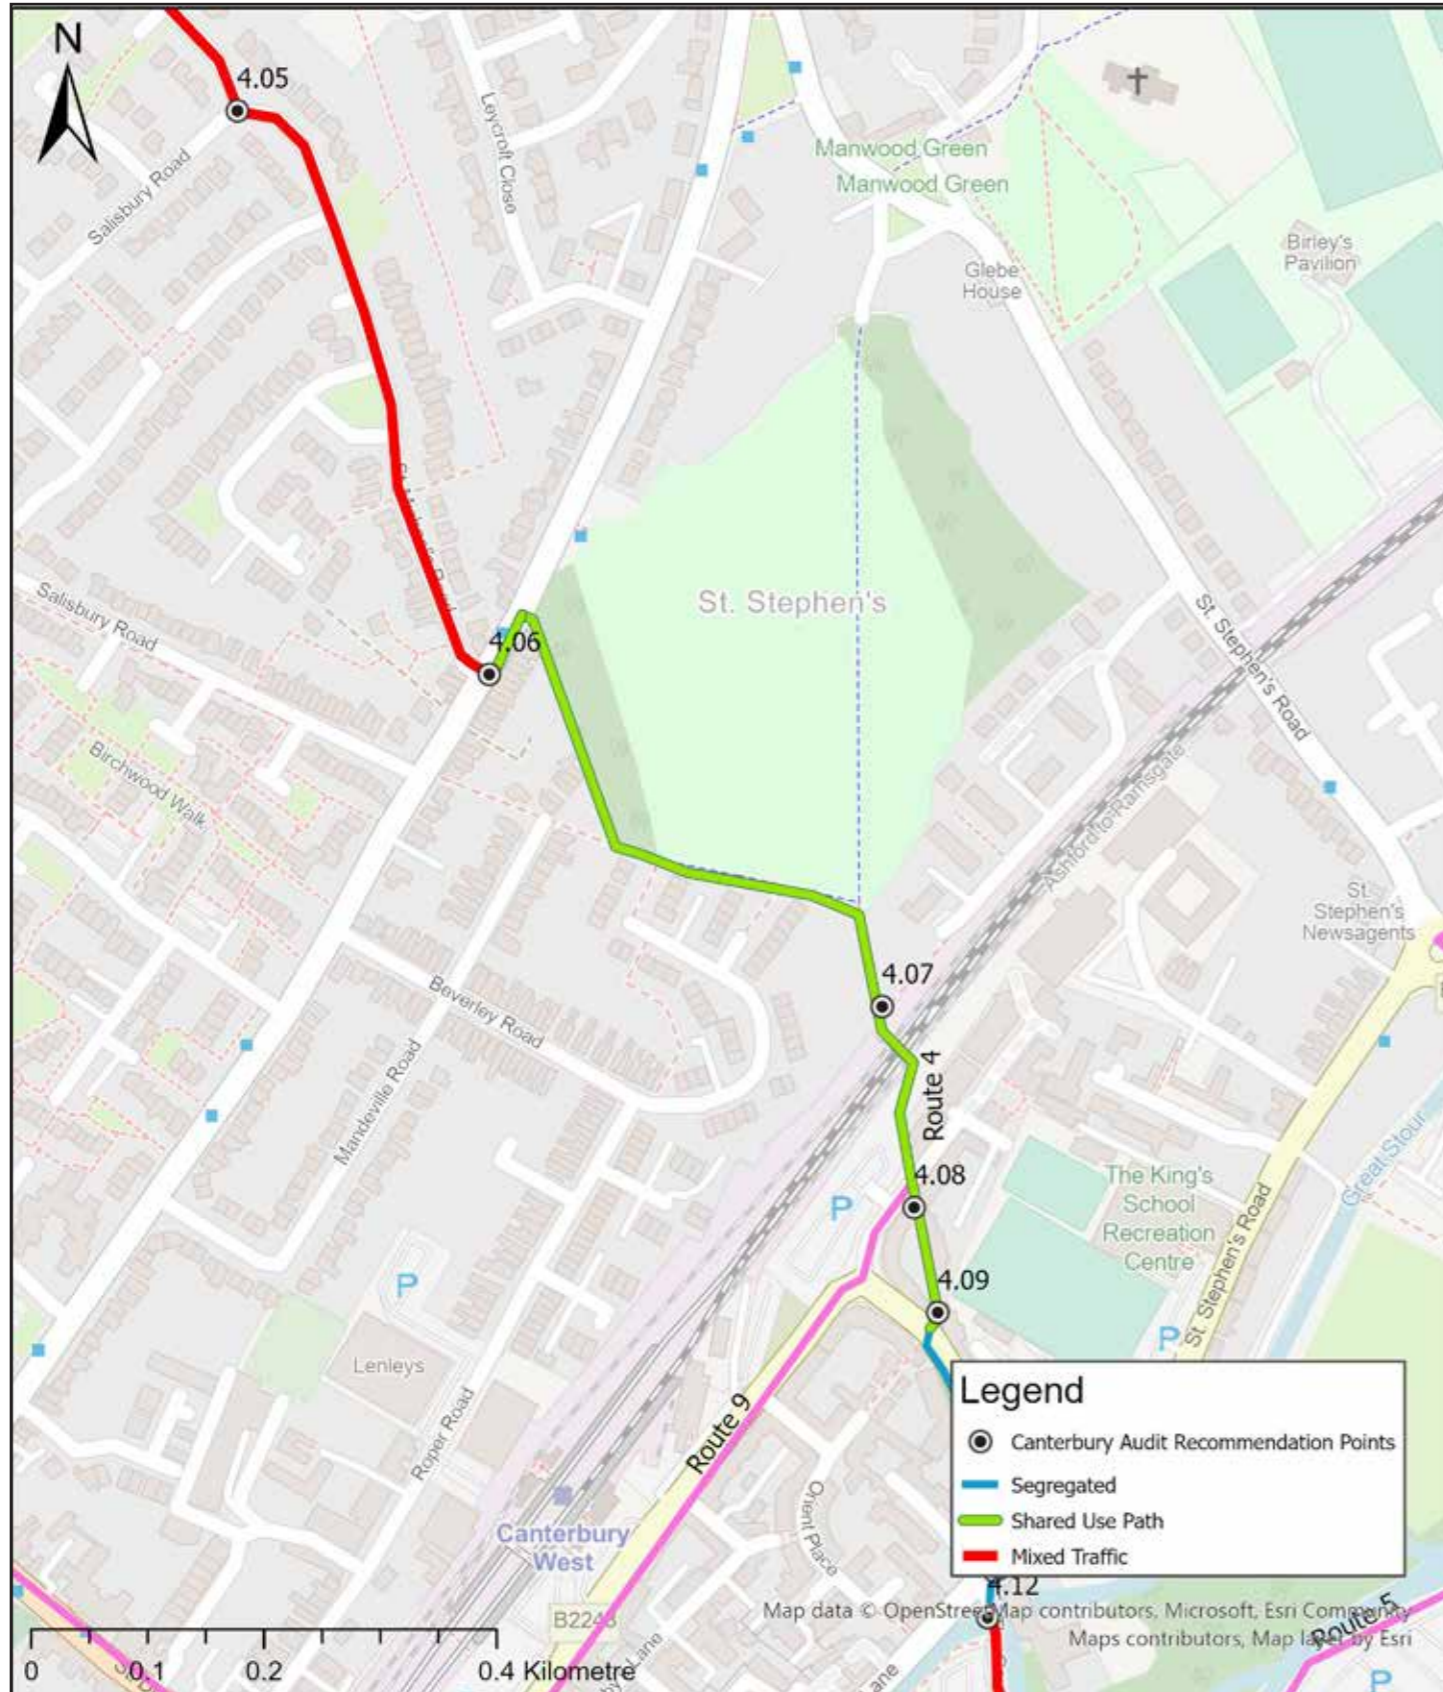 N
4.05
Salisbury Road
Leycroft Close
Manwood Green
Manwood Green
Glebe
House
Birley's
Pavilion
St. Stephen's
Salisbury Road
4.06
Birchwood Walk
St. Stephen's Road
Ashford to Ramsgate
St.
Stephen's
Newsagents
4.07
Beverley Road
Mandeville Road
Route 4
4.08
P
The King's
School
Recreation
Centre
Great Stour
St. Stephen's Road
4.09
P
P
Lenleys
Roper Road
Route 9
Orient Place
Canterbury
West
Legend
Canterbury Audit Recommendation Points
Segregated
Shared Use Path
Mixed Traffic
4.12
Map data © OpenStreetMap contributors, Microsoft, Esri Community
Maps contributors, Map layer by Esri
Route 5
P
Lane
Lane
0 0.1 0.2 0.4 Kilometre